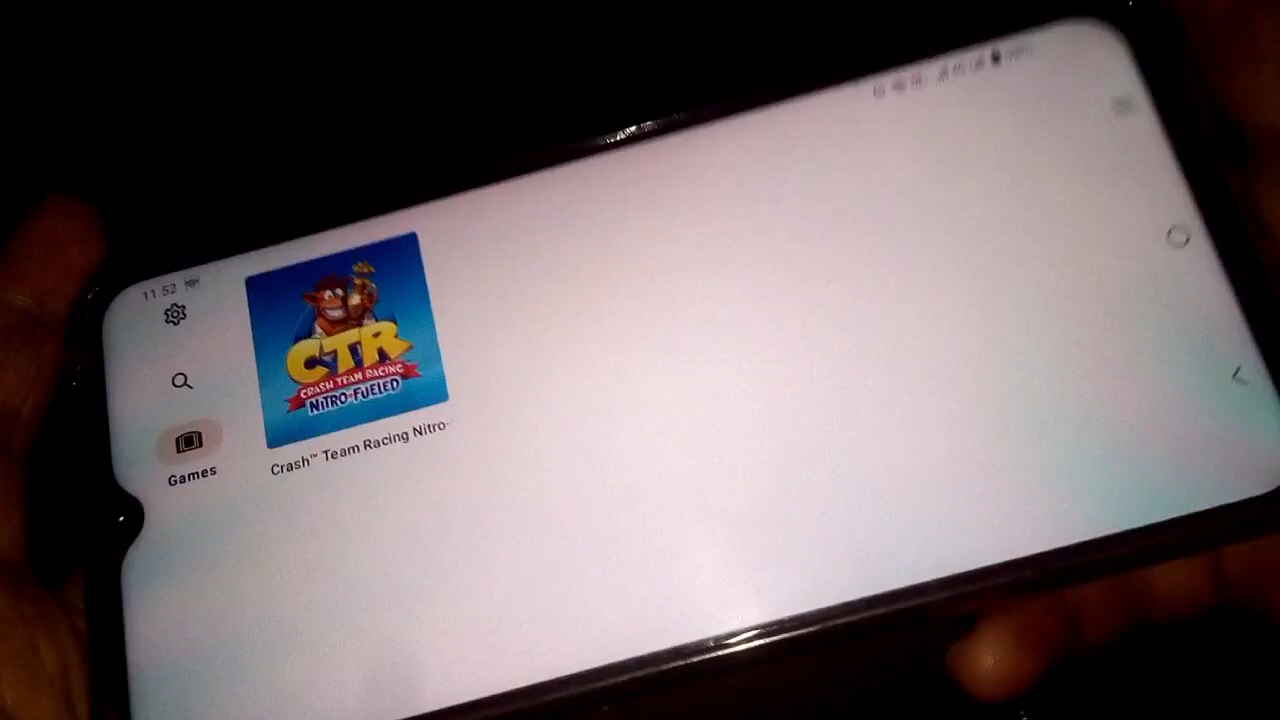 11.52
CTR
CRASH TEAM RACING
NITRO-FUELED
Crash™ Team Racing Nitro-
Games